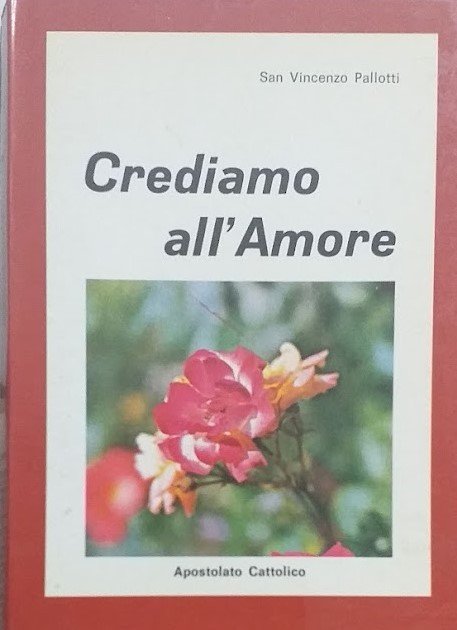 San Vincenzo Pallotti
Crediamo
all'Amore
Apostolato Cattolico